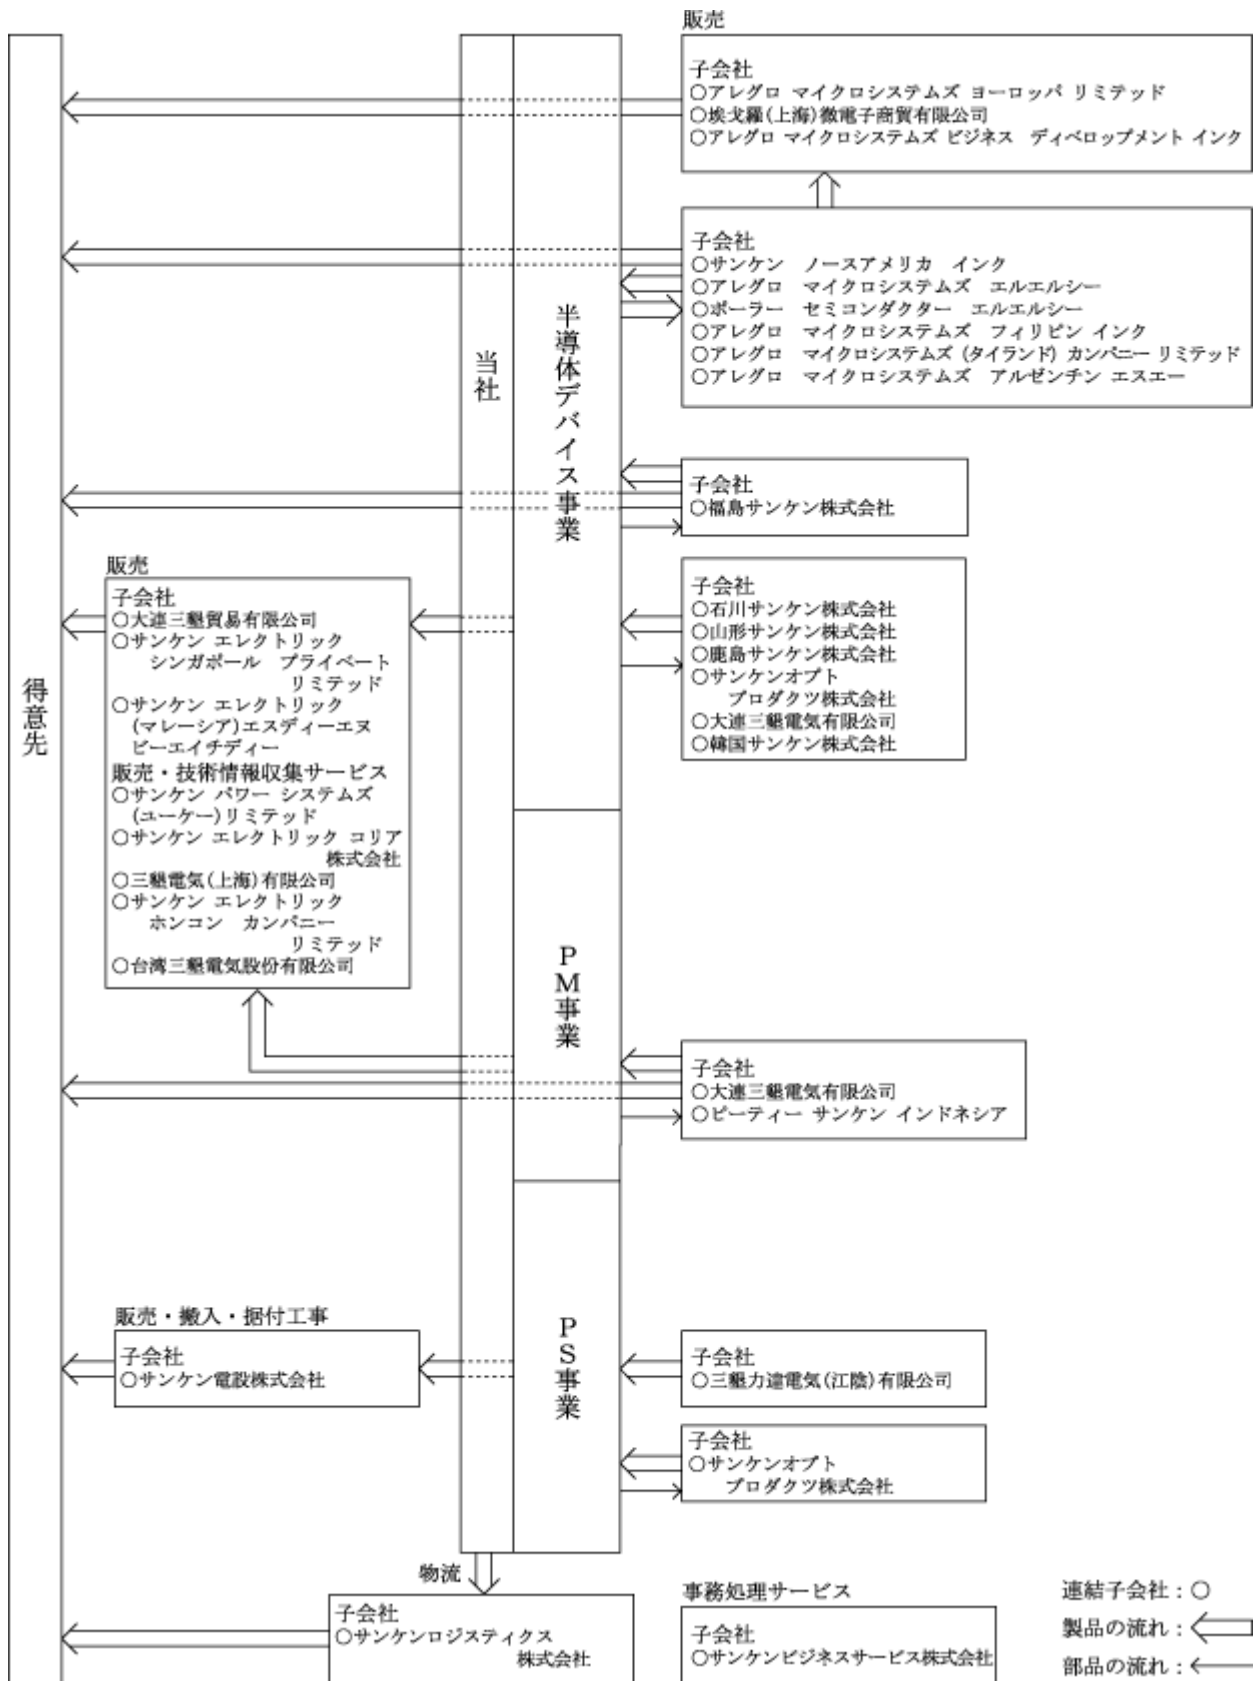 販売
子会社
○アレグロ マイクロシステムズ ヨーロッパ リミテッド
○埃戈羅(上海)微電子商貿有限公司
○アレグロ マイクロシステムズ ビジネス ディベロップメント インク
子会社
○サンケン ノースアメリカ インク
○アレグロ マイクロシステムズ エルエルシー
○ポーラー セミコンダクター エルエルシー
○アレグロ マイクロシステムズ フィリピン インク
○アレグロ マイクロシステムズ (タイランド) カンパニー リミテッド
○アレグロ マイクロシステムズ アルゼンチン エスエー
当社
半導体デバイス事業
子会社
○福島サンケン株式会社
販売
子会社
○大連三墾貿易有限公司
○サンケン エレクトリック
シンガポール プライベート
リミテッド
○サンケン エレクトリック
(マレーシア)エスディーエヌ
ビーエイチディー
販売・技術情報収集サービス
○サンケン パワー システムズ
(ユーケー)リミテッド
○サンケン エレクトリック コリア
株式会社
○三墾電気(上海)有限公司
○サンケン エレクトリック
ホンコン カンパニー
リミテッド
○台湾三墾電気股份有限公司
子会社
○石川サンケン株式会社
○山形サンケン株式会社
○鹿島サンケン株式会社
○サンケンオプト
プロダクツ株式会社
○大連三墾電気有限公司
○韓国サンケン株式会社
得意先
PM事業
子会社
○大連三墾電気有限公司
○ピーティー サンケン インドネシア
販売・搬入・据付工事
子会社
○サンケン電設株式会社
PS事業
子会社
○三墾力達電気(江陰)有限公司
子会社
○サンケンオプト
プロダクツ株式会社
物流
子会社
○サンケンロジスティクス
株式会社
事務処理サービス
子会社
○サンケンビジネスサービス株式会社
連結子会社：○
製品の流れ：
部品の流れ：